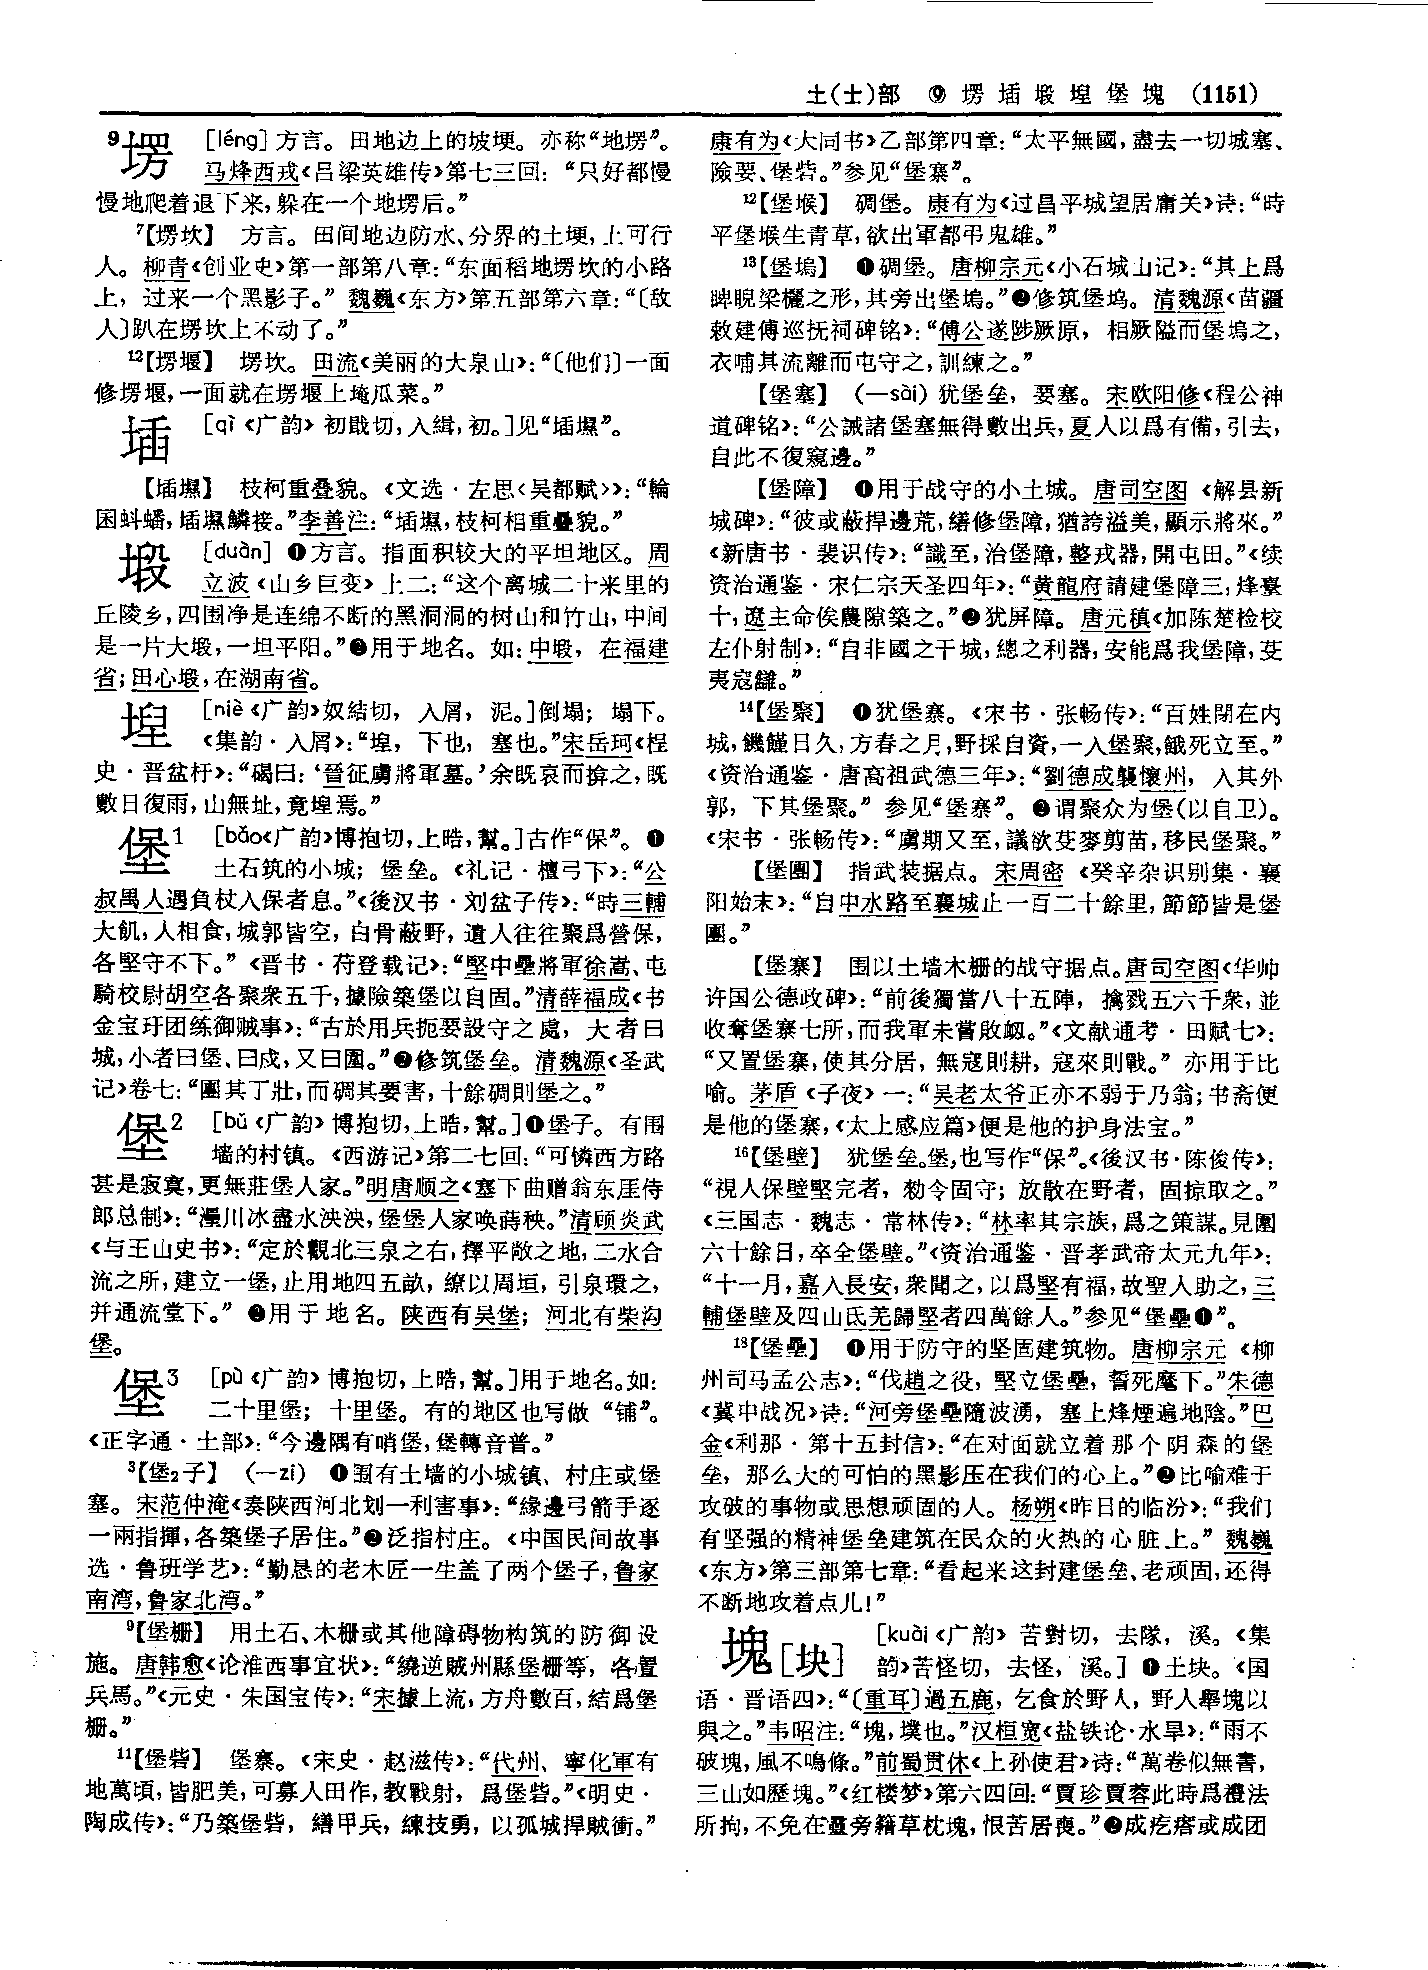 土(士)部 ⑨ 塄 㙮 塅 埕 堡 塊 (1151)
⁹塄 [léng] 方言。田地边上的坡埂。亦称“地塄”。
马烽西戎《吕梁英雄传》第七三回：“只好都慢
慢地爬着退下来，躲在一个地塄后。”
⁷【塄坎】 方言。田间地边防水、分界的土埂，上可行
人。柳青《创业史》第一部第八章：“东面稻地塄坎的小路
上，过来一个黑影子。”魏巍《东方》第五部第六章：“〔敌
人〕趴在塄坎上不动了。”
¹²【塄堰】 塄坎。田流《美丽的大泉山》：“〔他们〕一面
修塄堰，一面就在塄堰上埯瓜菜。”
[qì《广韵》初戢切，入緝，初。]见“
【】 枝柯重叠貌。《文选·左思〈吴都赋〉》：“輪
囷蚪蟠，鱗接。”李善注：“枝柯相重疊貌。”
塅 [duàn] ❶方言。指面积较大的平坦地区。周
立波《山乡巨变》上二：“这个离城二十来里的
丘陵乡，四围净是连绵不断的黑洞洞的树山和竹山，中间
是一片大塅，一坦平阳。”❷用于地名。如：中塅，在福建
省；田心塅，在湖南省。
[niè《广韵》奴結切，入屑，泥。]倒塌；塌下。
《集韵·入屑》：“下也，塞也。”宋岳珂《桯
史·晋盆杅》：“碣曰：‘晉征虜將軍墓。’余既哀而揜之，既
數日復雨，山無址，竟焉。”
堡¹ [bǎo《广韵》博抱切，上晧，幫。]古作“保”。❶
土石筑的小城；堡垒。《礼记·檀弓下》：“公
叔禺人遇負杖入保者息。”《後汉书·刘盆子传》：“時三輔
大飢，人相食，城郭皆空，白骨蔽野，遺人往往聚爲營保，
各堅守不下。”《晋书·苻登载记》：“堅中壘將軍徐嵩、屯
騎校尉胡空各聚衆五千，據險築堡以自固。”清薛福成《书
金宝圩团练御贼事》：“古於用兵扼要設守之處，大者曰
城，小者曰堡、曰戍，又曰圍。”❷修筑堡垒。清魏源《圣武
记》卷七：“團其丁壯，而碉其要害，十餘碉則堡之。”
堡² [bǔ《广韵》博抱切，上晧，幫。]❶堡子。有围
墙的村镇。《西游记》第二七回：“可憐西方路
甚是寂寞，更無莊堡人家。”明唐顺之《塞下曲赠翁东厓侍
郎总制》：“灅川冰盡水泱泱，堡堡人家唤蒔秧。”清顾炎武
《与王山史书》：“定於觀北三泉之右，擇平敞之地，二水合
流之所，建立一堡，止用地四五畝，繚以周垣，引泉環之，
并通流堂下。”❷用于地名。陕西有吴堡；河北有柴沟
堡。
堡³ [pù《广韵》博抱切，上晧，幫。]用于地名。如：
二十里堡；十里堡。有的地区也写做“铺”。
《正字通·土部》：“今邊隅有哨堡，堡轉音普。”
³【堡₂子】 (—zi) ❶围有土墙的小城镇、村庄或堡
塞。宋范仲淹《奏陕西河北划一利害事》：“緣邊弓箭手逐
一兩指揮，各築堡子居住。”❷泛指村庄。《中国民间故事
选·鲁班学艺》：“勤恳的老木匠一生盖了两个堡子，鲁家
南湾，鲁家北湾。”
⁹【堡栅】 用土石、木栅或其他障碍物构筑的防御设
施。唐韩愈《论淮西事宜状》：“繞逆賊州縣堡栅等，各置
兵馬。”《元史·朱国宝传》：“宋據上流，方舟數百，結爲堡
栅。”
¹¹【堡砦】 堡寨。《宋史·赵滋传》：“代州、寧化軍有
地萬頃，皆肥美，可募人田作，教戰射，爲堡砦。”《明史·
陶成传》：“乃築堡砦，繕甲兵，練技勇，以孤城捍賊衝。”
康有为《大同书》乙部第四章：“太平無國，盡去一切城塞、
險要、堡砦。”参见“堡寨”。
¹²【堡堠】 碉堡。康有为《过昌平城望居庸关》诗：“時
平堡堠生青草，欲出軍都弔鬼雄。”
¹³【堡塢】 ❶碉堡。唐柳宗元《小石城山记》：“其上爲
睥睨梁欐之形，其旁出堡塢。”❷修筑堡坞。清魏源《苗疆
敕建傅巡抚祠碑铭》：“傅公遂陟厥原，相厥隘而堡塢之，
衣哺其流離而屯守之，訓練之。”
【堡塞】 (—sài) 犹堡垒，要塞。宋欧阳修《程公神
道碑铭》：“公誡諸堡塞無得數出兵，夏人以爲有備，引去，
自此不復窺邊。”
【堡障】 ❶用于战守的小土城。唐司空图《解县新
城碑》：“彼或蔽捍邊荒，繕修堡障，猶誇溢美，顯示將來。”
《新唐书·裴识传》：“識至，治堡障，整戎器，開屯田。”《续
资治通鉴·宋仁宗天圣四年》：“黄龍府請建堡障三，烽臺
十，遼主命俟農隙築之。”❷犹屏障。唐元稹《加陈楚检校
左仆射制》：“自非國之干城，總之利器，安能爲我堡障，芟
夷寇讎。”
¹⁴【堡聚】 ❶犹堡寨。《宋书·张畅传》：“百姓閉在内
城，饑饉日久，方春之月，野採自資，一入堡聚，餓死立至。”
《资治通鉴·唐高祖武德三年》：“劉德成襲懷州，入其外
郭，下其堡聚。”参见“堡寨”。❷谓聚众为堡(以自卫)。
《宋书·张畅传》：“虜期又至，議欲芟麥剪苗，移民堡聚。”
【堡團】 指武装据点。宋周密《癸辛杂识别集·襄
阳始末》：“自中水路至襄城止一百二十餘里，節節皆是堡
團。”
【堡寨】 围以土墙木栅的战守据点。唐司空图《华帅
许国公德政碑》：“前後獨當八十五陣，擒戮五六千衆，並
收奪堡寨七所，而我軍未嘗敗衂。”《文献通考·田赋七》：
“又置堡寨，使其分居，無寇則耕，寇來則戰。”亦用于比
喻。茅盾《子夜》一：“吴老太爷正亦不弱于乃翁；书斋便
是他的堡寨，《太上感应篇》便是他的护身法宝。”
¹⁶【堡壁】 犹堡垒。堡，也写作“保”。《後汉书·陈俊传》：
“視人保壁堅完者，勑令固守；放散在野者，固掠取之。”
《三国志·魏志·常林传》：“林率其宗族，爲之策謀。見圍
六十餘日，卒全堡壁。”《资治通鉴·晋孝武帝太元九年》：
“十一月，嘉入長安，衆聞之，以爲堅有福，故聖人助之，三
輔堡壁及四山氐羌歸堅者四萬餘人。”参见“堡壘❶”。
¹⁸【堡壘】 ❶用于防守的坚固建筑物。唐柳宗元《柳
州司马孟公志》：“伐趙之役，堅立堡壘，誓死麾下。”朱德
《冀中战况》诗：“河旁堡壘隨波湧，塞上烽煙遍地陰。”巴
金《利那·第十五封信》：“在对面就立着那个阴森的堡
垒，那么大的可怕的黑影压在我们的心上。”❷比喻难于
攻破的事物或思想顽固的人。杨朔《昨日的临汾》：“我们
有坚强的精神堡垒建筑在民众的火热的心脏上。”魏巍
《东方》第三部第七章：“看起来这封建堡垒、老顽固，还得
不断地攻着点儿！”
塊[块] [kuài《广韵》苦對切，去隊，溪。《集
韵》苦怪切，去怪，溪。] ❶土块。《国
语·晋语四》：“〔重耳〕過五鹿，乞食於野人，野人舉塊以
與之。”韦昭注：“塊，墣也。”汉桓宽《盐铁论·水旱》：“雨不
破塊，風不鳴條。”前蜀贯休《上孙使君》诗：“萬卷似無書，
三山如歷塊。”《红楼梦》第六四回：“賈珍賈蓉此時爲禮法
所拘，不免在靈旁籍草枕塊，恨苦居喪。”❷成疙瘩或成团